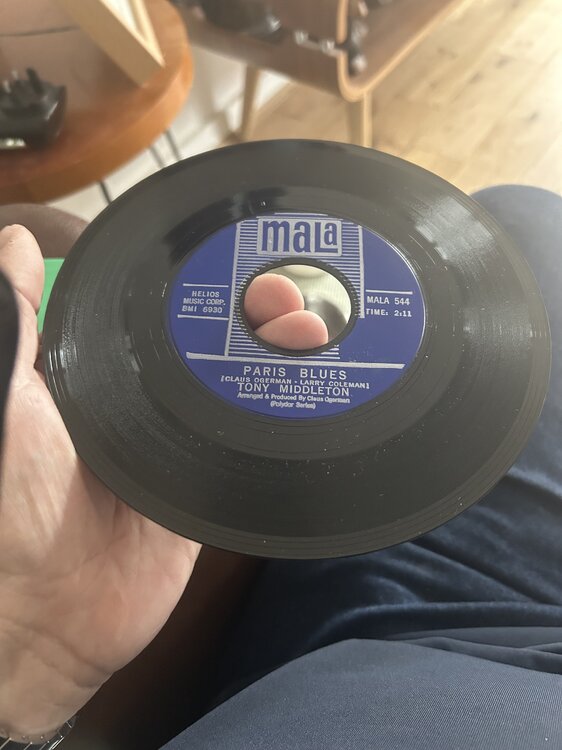 mala
HELIOS
MUSIC CORP.
BMI 6930
MALA 544
TIME: 2:11
PARIS BLUES
[CLAUS OGERMAN - LARRY COLEMAN]
TONY MIDDLETON
Arranged & Produced By Claus Ogerman
(Polydor Series)